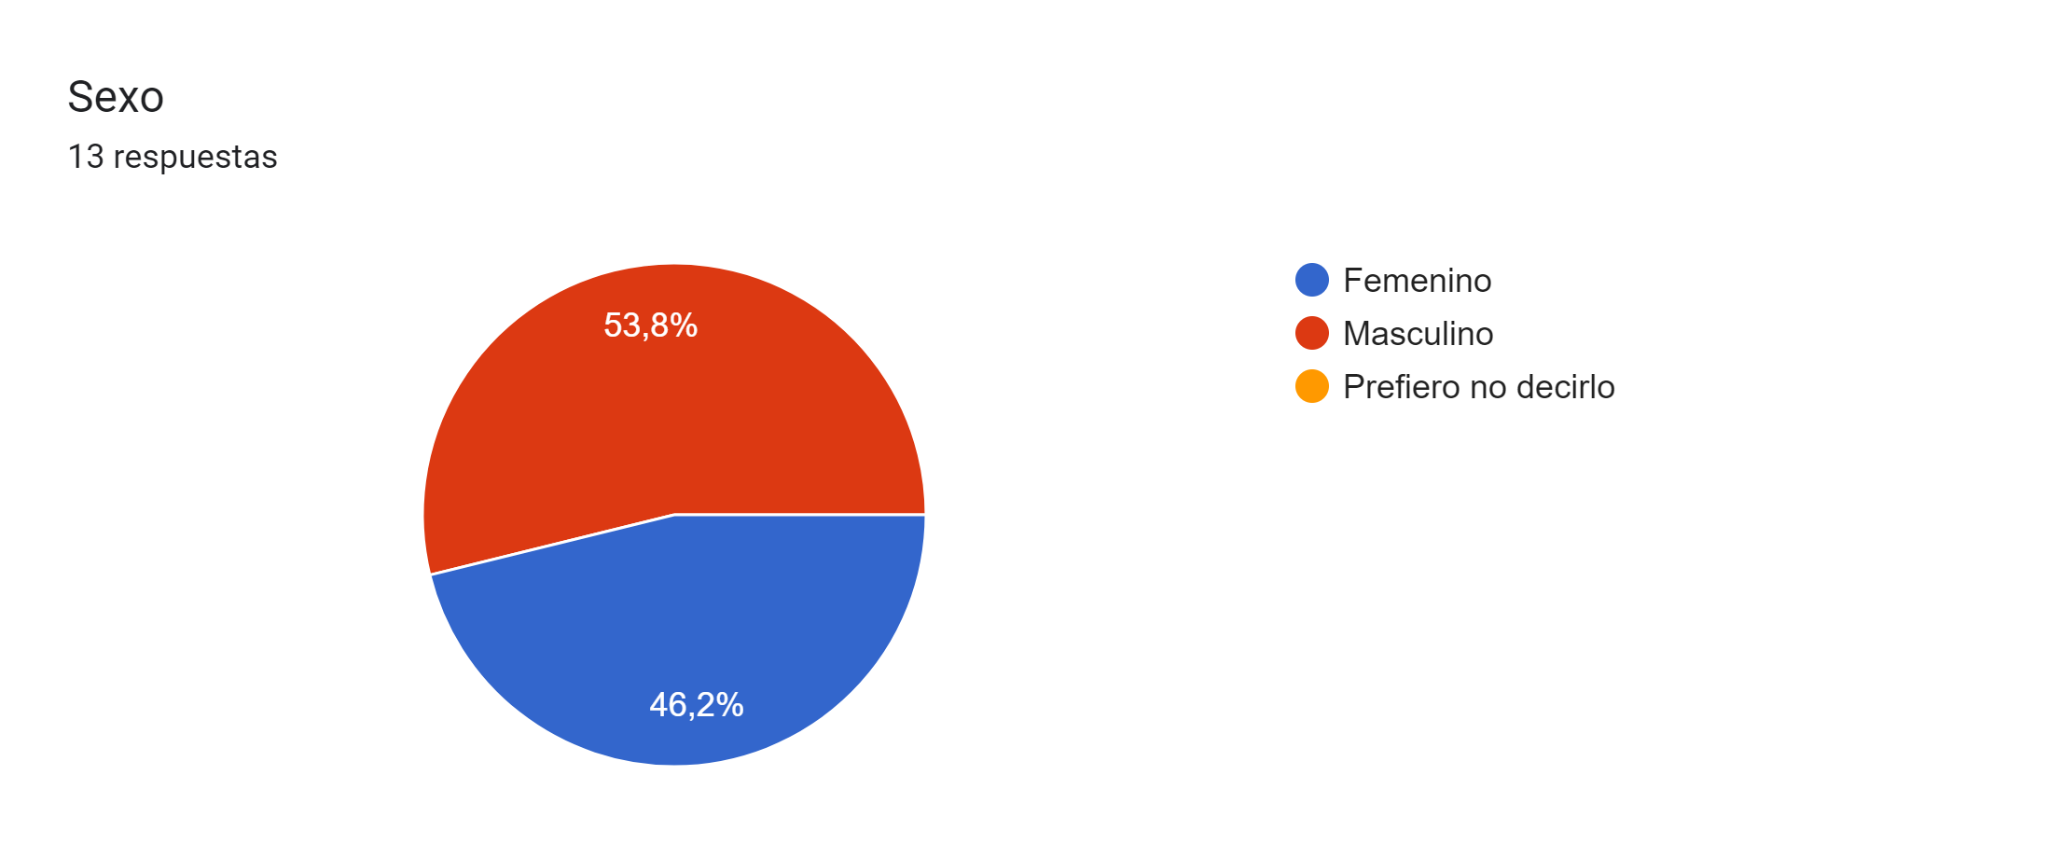 Sexo
13 respuestas
53,8%
46,2%
Femenino
Masculino
Prefiero no decirlo